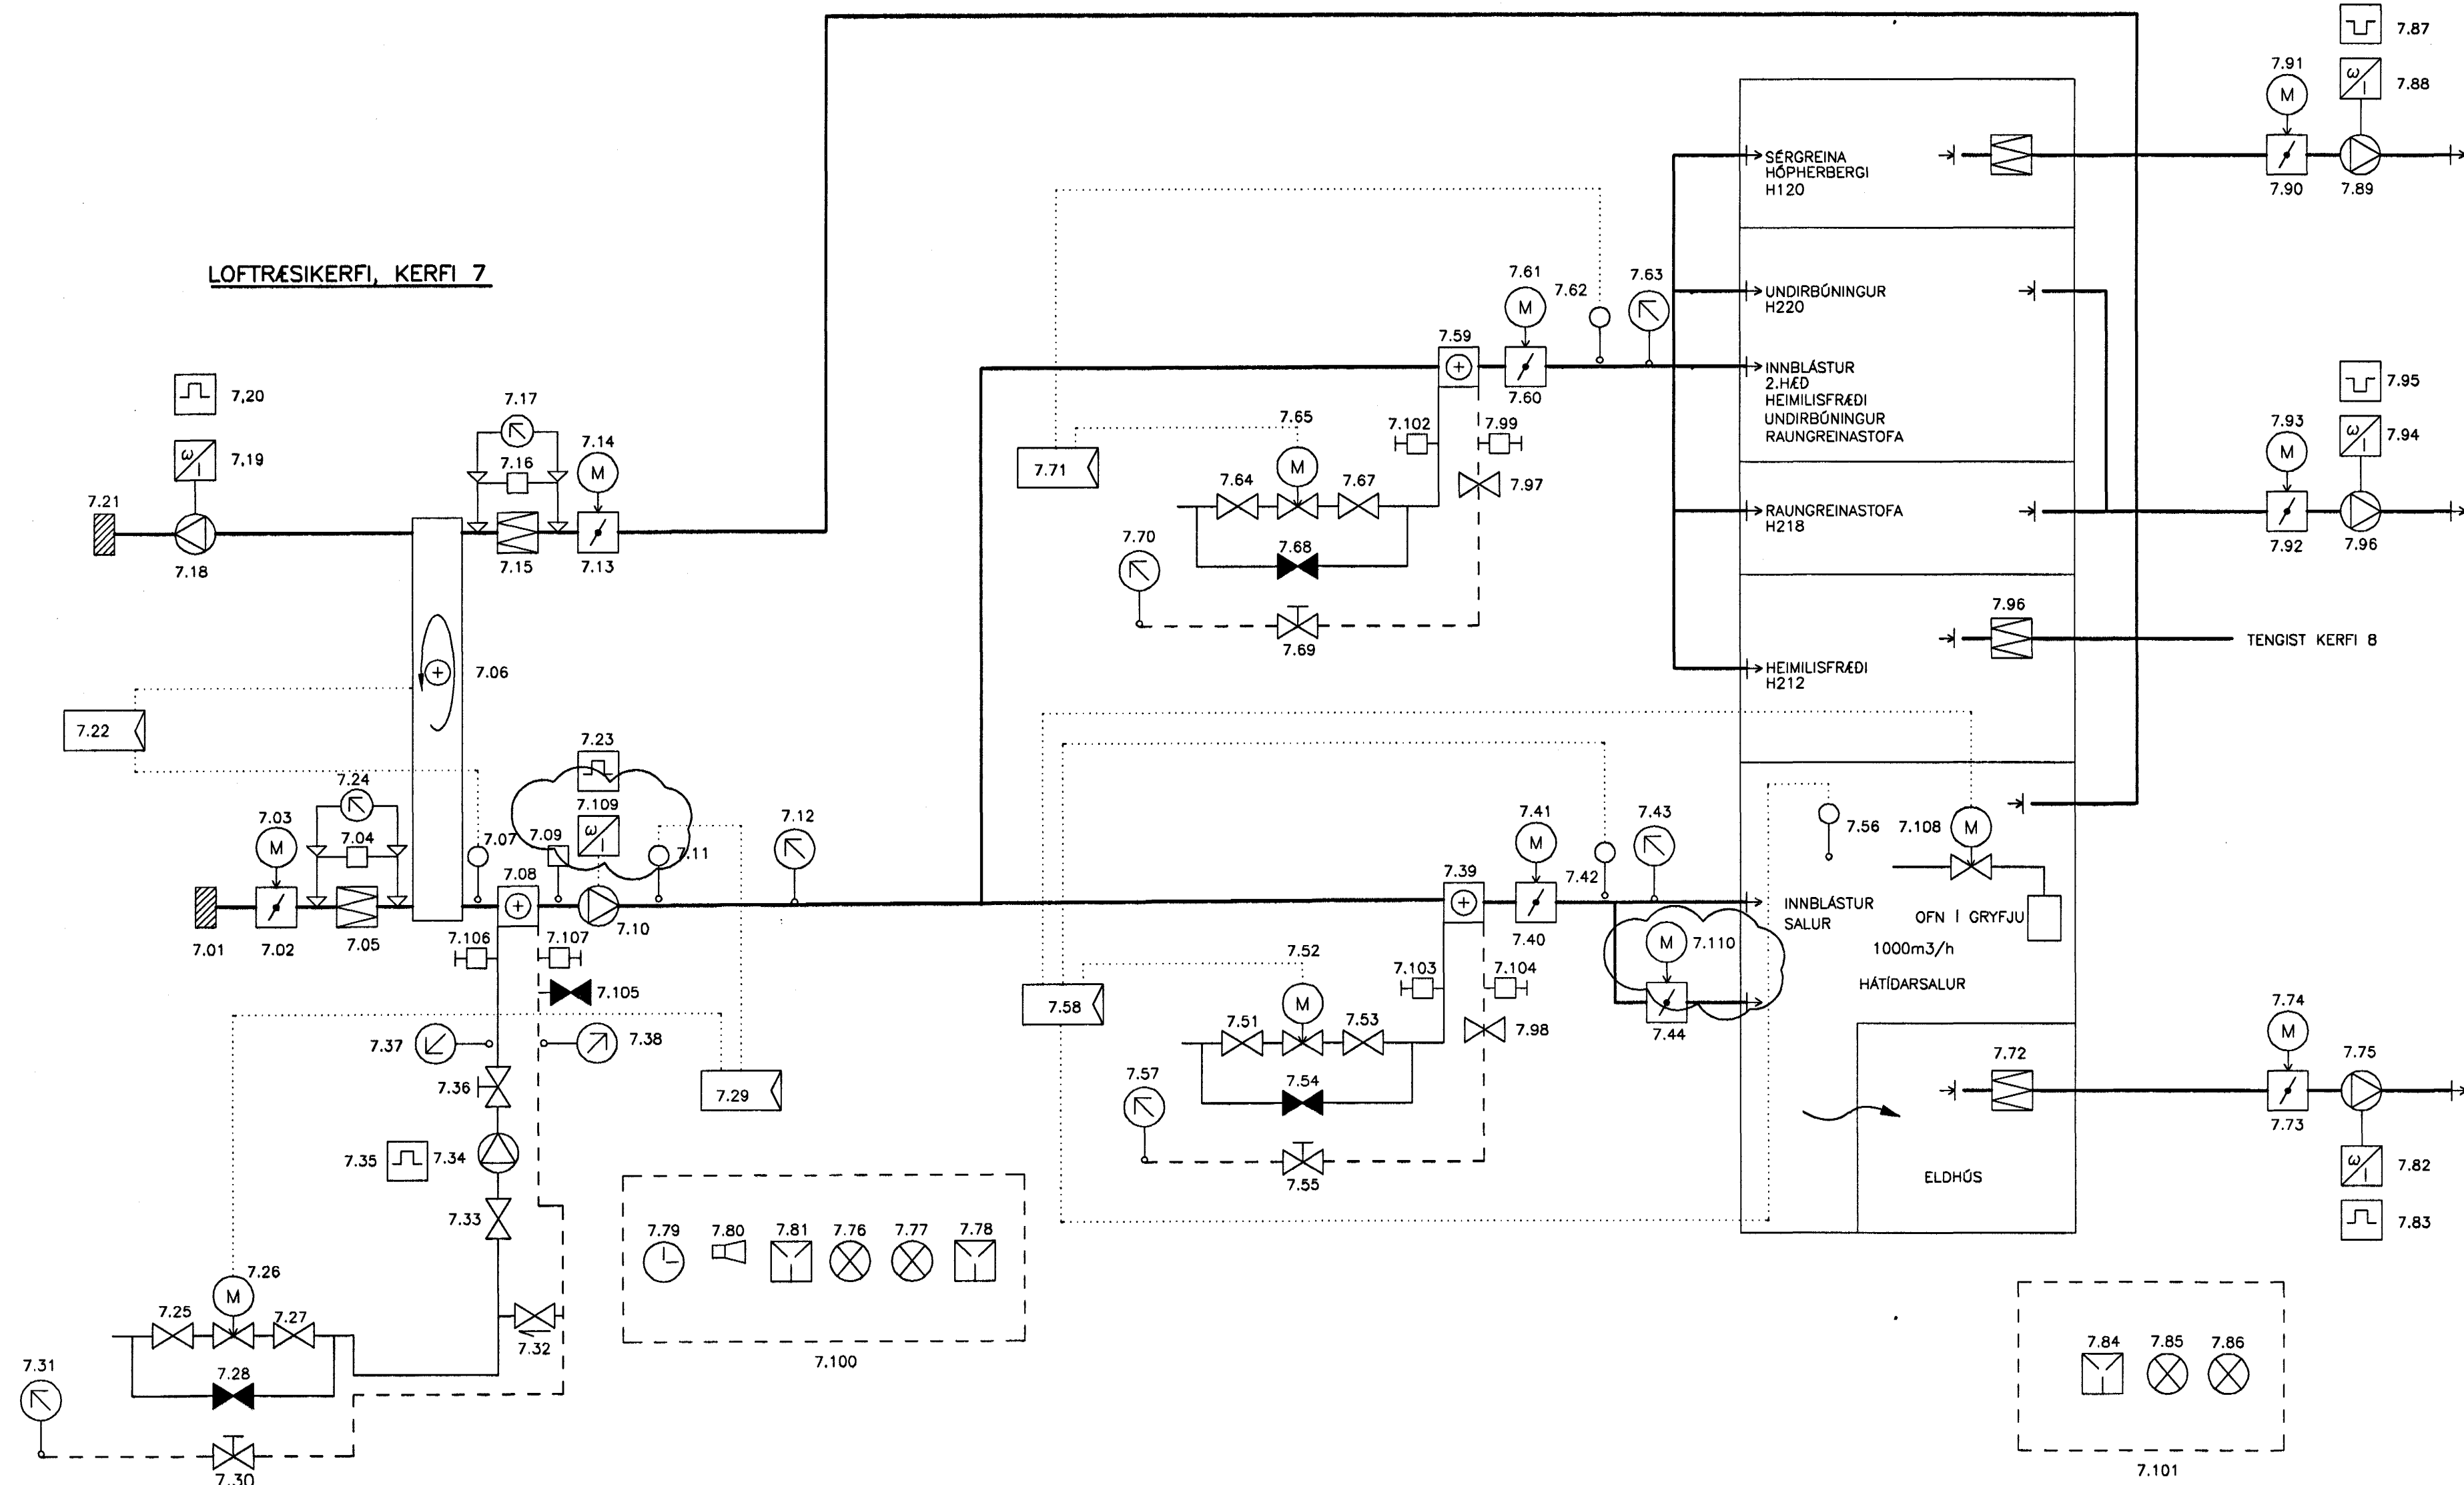 LOFTRÆSIKERFI, KERFI 7
7.87
7.91
7.88
M
ω
I
SÉRGREINA
HÓPHERBERGI
H120
7.90
7.89
7.61
7.63
7.62
M
UNDIRBÚNINGUR
H220
7.59
7.60
INNBLÁSTUR
2.HÆÐ
HEIMILISFRÆÐI
UNDIRBÚNINGUR
RAUNGREINASTOFA
7,20
7.17
7.14
M
7.16
7,19
ω
I
7.21
7.18
7.15
7.13
7.65
M
7.102
7.99
7.71
7.64
7.67
7.97
7.70
7.68
7.69
7.95
7.93
M
7.94
ω
I
RAUNGREINASTOFA
H218
7.92
7.96
7.96
TENGIST KERFI 8
HEIMILISFRÆÐI
H212
7.06
7.22
7.23
7.24
7.109
ω
I
7.03
M
7.04
7.07
7.09
7.11
7.12
7.08
7.01
7.02
7.05
7.10
7.106
7.107
7.105
7.41
M
7.43
7.42
7.39
7.40
7.56
7.108
M
INNBLÁSTUR
SALUR
OFN Í GRYFJU
1000m3/h
HÁTÍÐARSALUR
M
7.110
7.44
7.52
M
7.103
7.104
7.58
7.51
7.53
7.98
7.57
7.54
7.55
7.37
7.38
7.36
7.29
7.35
7.34
7.33
7.74
M
7.72
7.75
7.73
ω
I
7.82
7.83
ELDHÚS
7.79
7.80
7.81
7.76
7.77
7.78
7.100
7.26
M
7.25
7.27
7.32
7.31
7.28
7.30
7.84
7.85
7.86
7.101